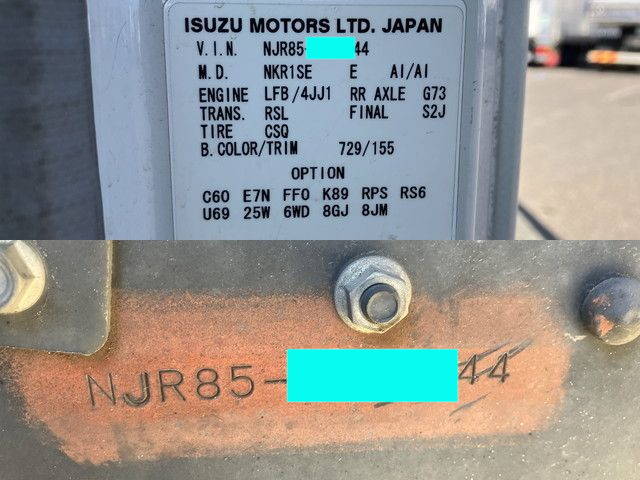 ISUZU MOTORS LTD. JAPAN
V.I.N. NJR85- 44
M.D. NKR1SE E AI/AI
ENGINE LFB/4JJ1 RR AXLE G73
TRANS. RSL FINAL S2J
TIRE CSQ
B.COLOR/TRIM 729/155
OPTION
C60 E7N FF0 K89 RPS RS6
U69 25W 6WD 8GJ 8JM
NJR85- 44